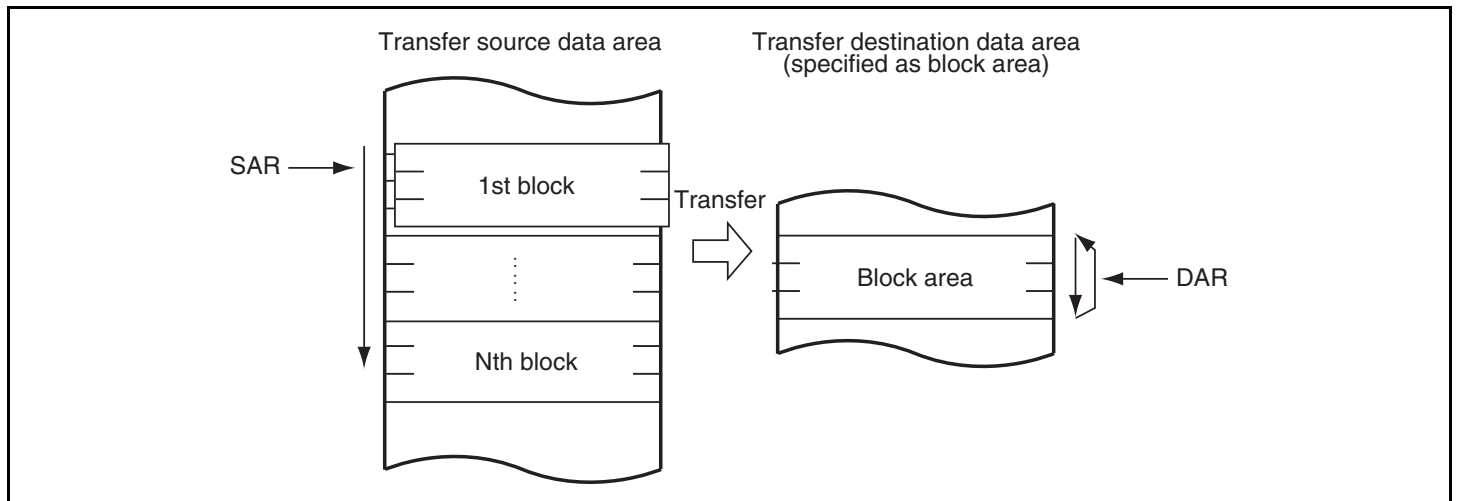 Transfer source data area
Transfer destination data area
(specified as block area)
SAR
1st block
Transfer
Block area
DAR
Nth block